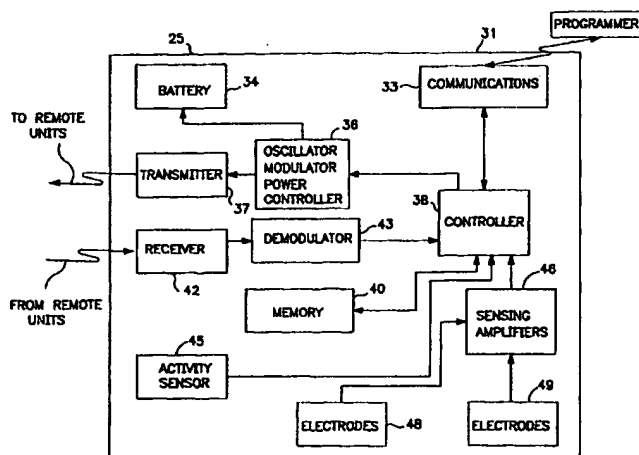 PROGRAMMER
25
31
34
BATTERY
33
COMMUNICATIONS
TO REMOTE
UNITS
36
OSCILLATOR
MODULATOR
POWER
CONTROLLER
TRANSMITTER
37
38
CONTROLLER
43
DEMODULATOR
RECEIVER
42
FROM REMOTE
UNITS
40
MEMORY
46
SENSING
AMPLIFIERS
45
ACTIVITY
SENSOR
ELECTRODES
48
49
ELECTRODES